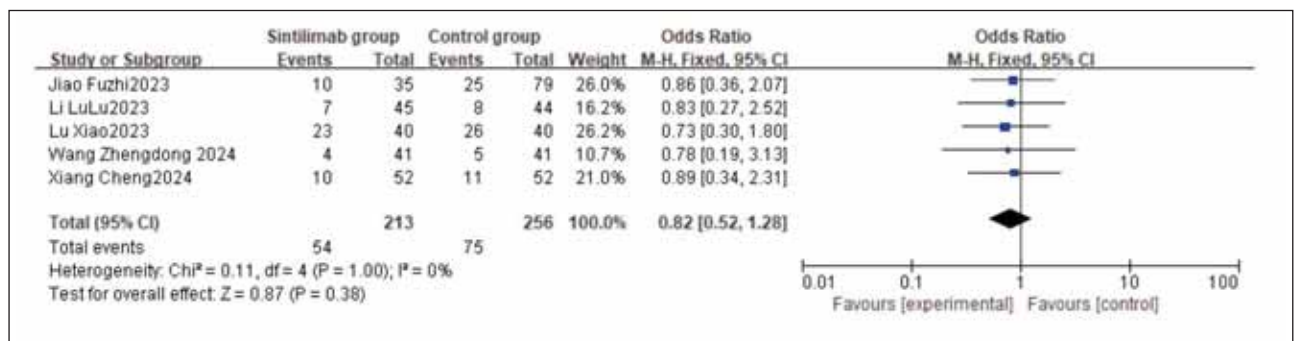 Sintilimab group Control group Odds Ratio Odds Ratio
Study or Subgroup Events Total Events Total Weight M-H, Fixed, 95% CI M-H, Fixed, 95% CI
Jiao Fuzhi2023 10 35 25 79 26.0% 0.86 [0.36, 2.07]
Li LuLu2023 7 45 8 44 16.2% 0.83 [0.27, 2.52]
Lu Xiao2023 23 40 26 40 26.2% 0.73 [0.30, 1.80]
Wang Zhengdong 2024 4 41 5 41 10.7% 0.78 [0.19, 3.13]
Xiang Cheng2024 10 52 11 52 21.0% 0.89 [0.34, 2.31]
Total (95% CI) 213 256 100.0% 0.82 [0.52, 1.28]
Total events 54 75
Heterogeneity: Chi² = 0.11, df = 4 (P = 1.00); I² = 0%
Test for overall effect: Z = 0.87 (P = 0.38)
0.01 0.1 1 10 100
Favours [experimental] Favours [control]